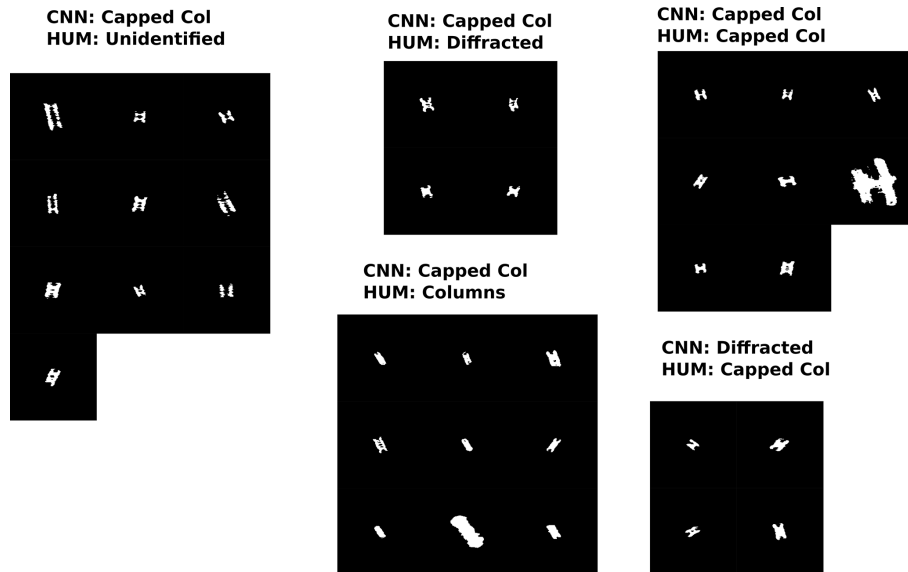 CNN: Capped Col
HUM: Unidentified
CNN: Capped Col
HUM: Diffracted
CNN: Capped Col
HUM: Capped Col
CNN: Capped Col
HUM: Columns
CNN: Diffracted
HUM: Capped Col